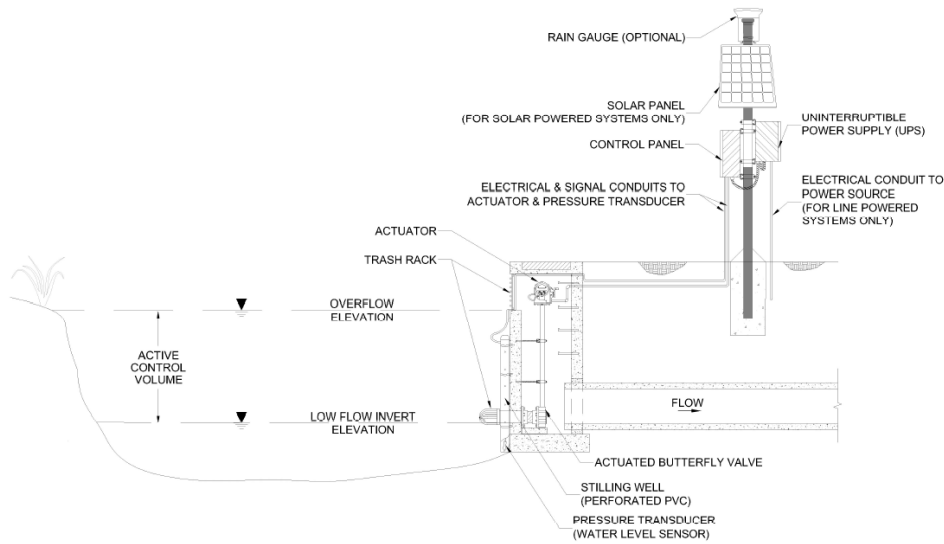 RAIN GAUGE (OPTIONAL)
SOLAR PANEL
(FOR SOLAR POWERED SYSTEMS ONLY)
UNINTERRUPTIBLE
POWER SUPPLY (UPS)
CONTROL PANEL
ELECTRICAL & SIGNAL CONDUITS TO
ACTUATOR & PRESSURE TRANSDUCER
ELECTRICAL CONDUIT TO
POWER SOURCE
(FOR LINE POWERED
SYSTEMS ONLY)
ACTUATOR
TRASH RACK
OVERFLOW
ELEVATION
ACTIVE
CONTROL
VOLUME
LOW FLOW INVERT
ELEVATION
FLOW
ACTUATED BUTTERFLY VALVE
STILLING WELL
(PERFORATED PVC)
PRESSURE TRANSDUCER
(WATER LEVEL SENSOR)